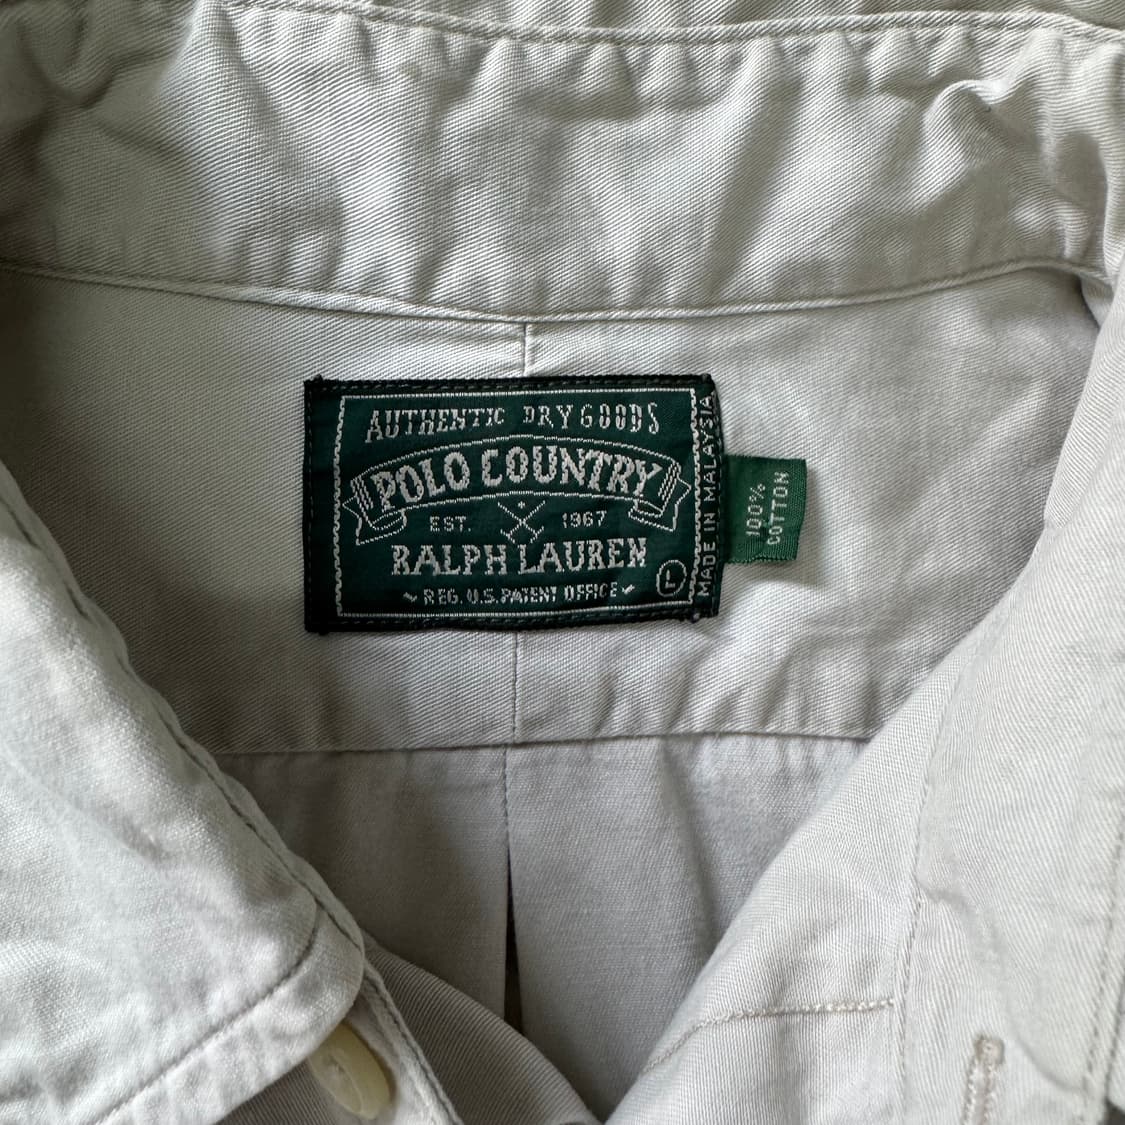 AUTHENTIC DRY GOODS
POLO COUNTRY
EST. 1967
RALPH LAUREN
REG. U.S. PATENT OFFICE
L
MADE IN MALAYSIA
100%
COTTON